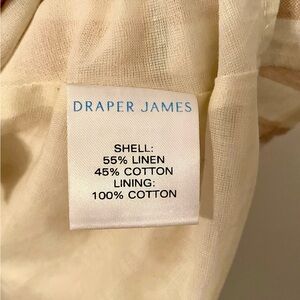 DRAPER JAMES
SHELL:
55% LINEN
45% COTTON
LINING:
100% COTTON